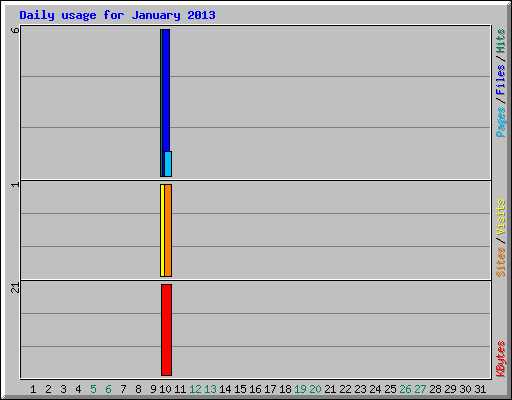 Daily usage for January 2013
6
1
21
Pages / Files / Hits
Sites / Visits
KBytes
1 2 3 4 5 6 7 8 9 10 11 12 13 14 15 16 17 18 19 20 21 22 23 24 25 26 27 28 29 30 31